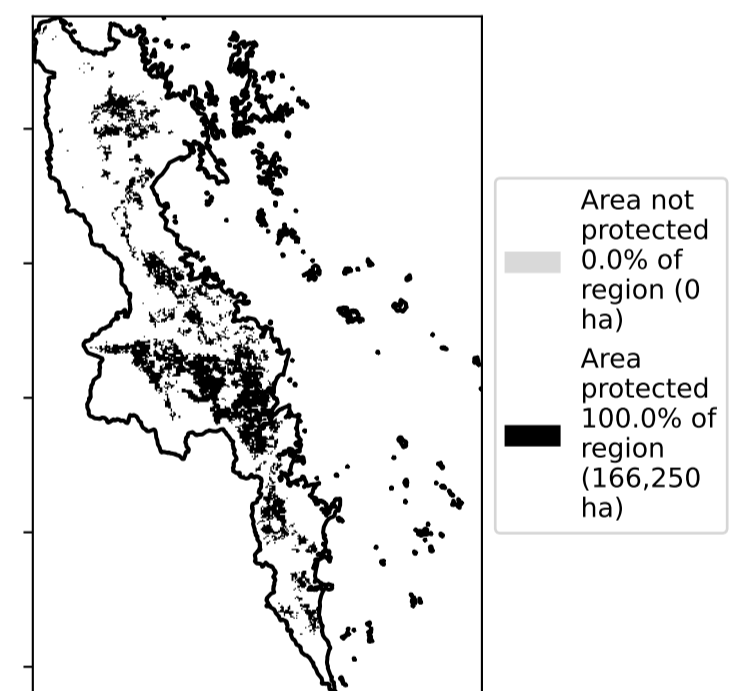 Area not
protected
0.0% of
region (0
ha)
Area
protected
100.0% of
region
(166,250
ha)